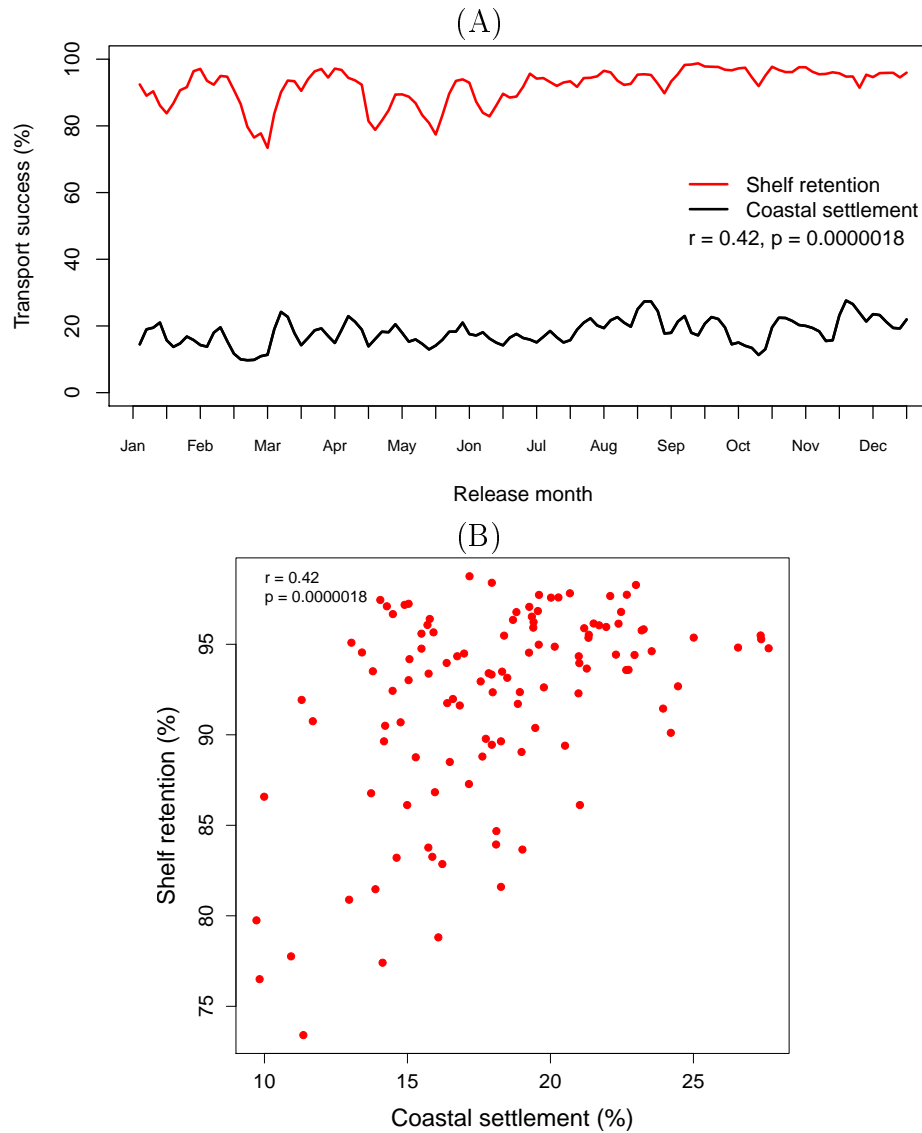 (A)
100
80
60
40
20
0
Transport success (%)
Shelf retention
Coastal settlement
r = 0.42, p = 0.0000018
Jan Feb Mar Apr May Jun Jul Aug Sep Oct Nov Dec
Release month
(B)
r = 0.42
p = 0.0000018
95
90
85
80
75
Shelf retention (%)
10 15 20 25
Coastal settlement (%)